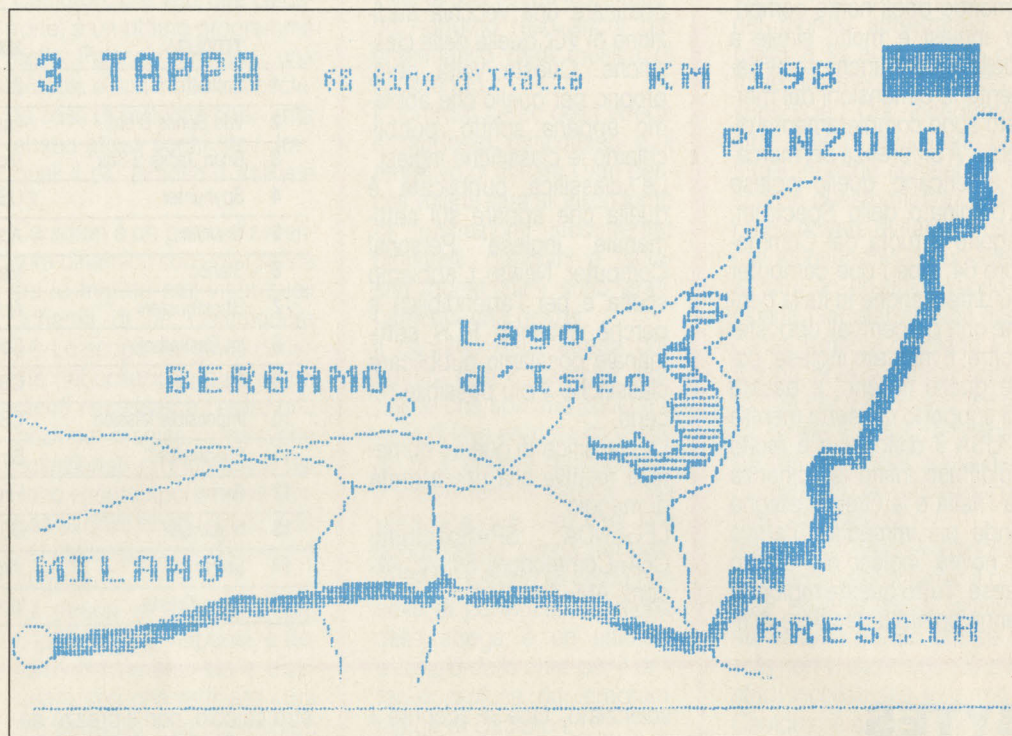 3 TAPPA 68 Giro d'Italia KM 198
PINZOLO
Lago
d'Iseo
BERGAMO
MILANO
BRESCIA